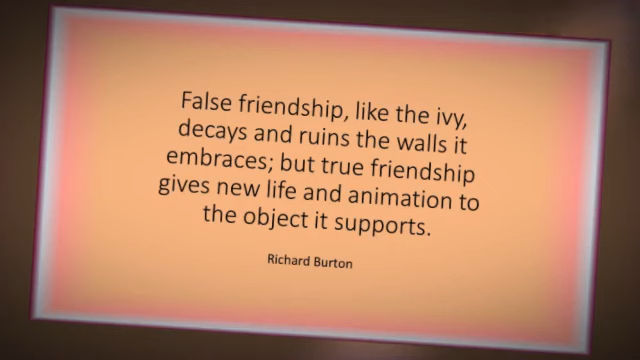 False friendship, like the ivy,
decays and ruins the walls it
embraces; but true friendship
gives new life and animation to
the object it supports.
Richard Burton